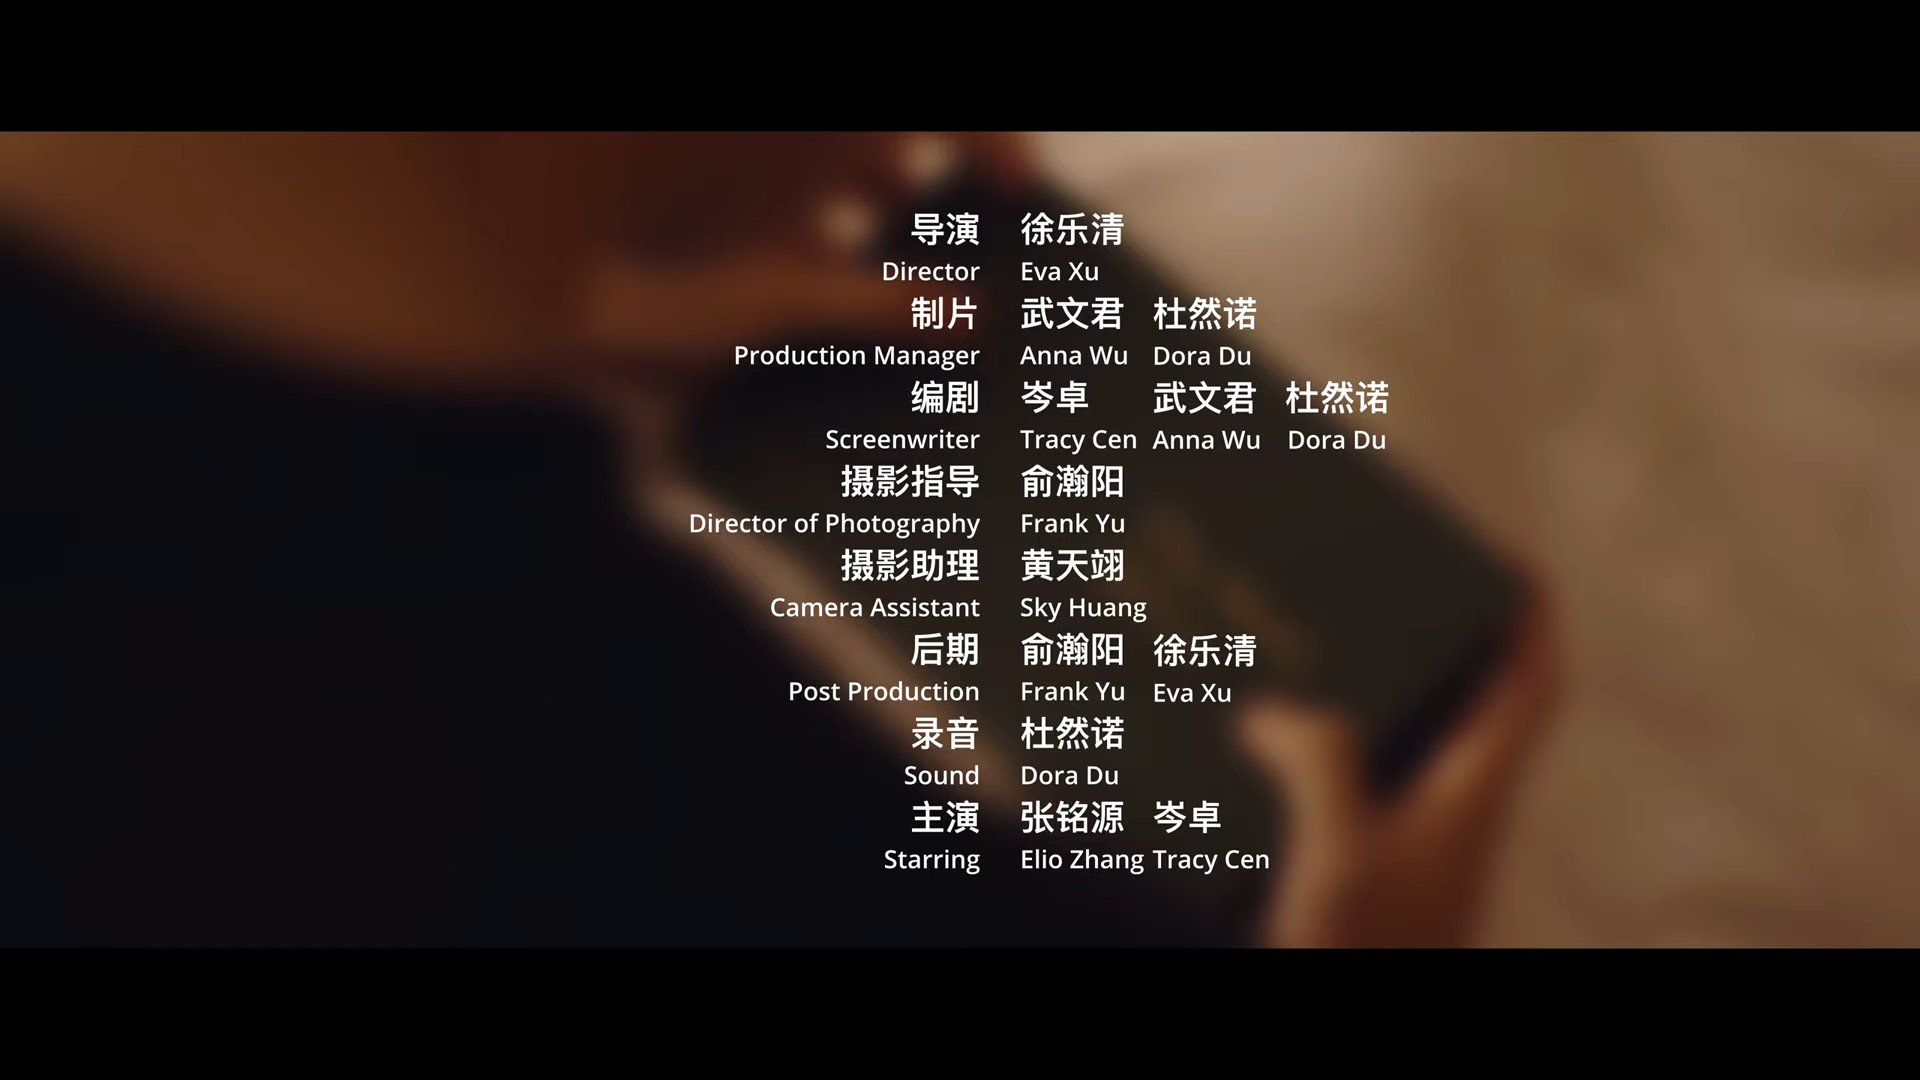 导演 徐乐清
Director Eva Xu
制片 武文君 杜然诺
Production Manager Anna Wu Dora Du
编剧 岑卓 武文君 杜然诺
Screenwriter Tracy Cen Anna Wu Dora Du
摄影指导 俞瀚阳
Director of Photography Frank Yu
摄影助理 黄天翊
Camera Assistant Sky Huang
后期 俞瀚阳 徐乐清
Post Production Frank Yu Eva Xu
录音 杜然诺
Sound Dora Du
主演 张铭源 岑卓
Starring Elio Zhang Tracy Cen